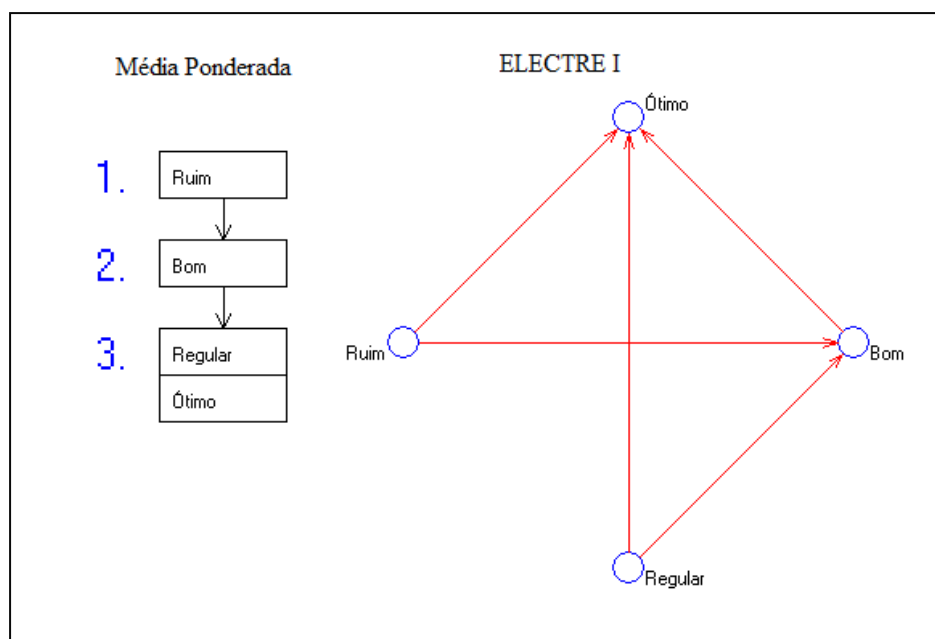 Média Ponderada
ELECTRE I
1. Ruim
2. Bom
3. Regular
Ótimo
Ótimo
Ruim
Bom
Regular